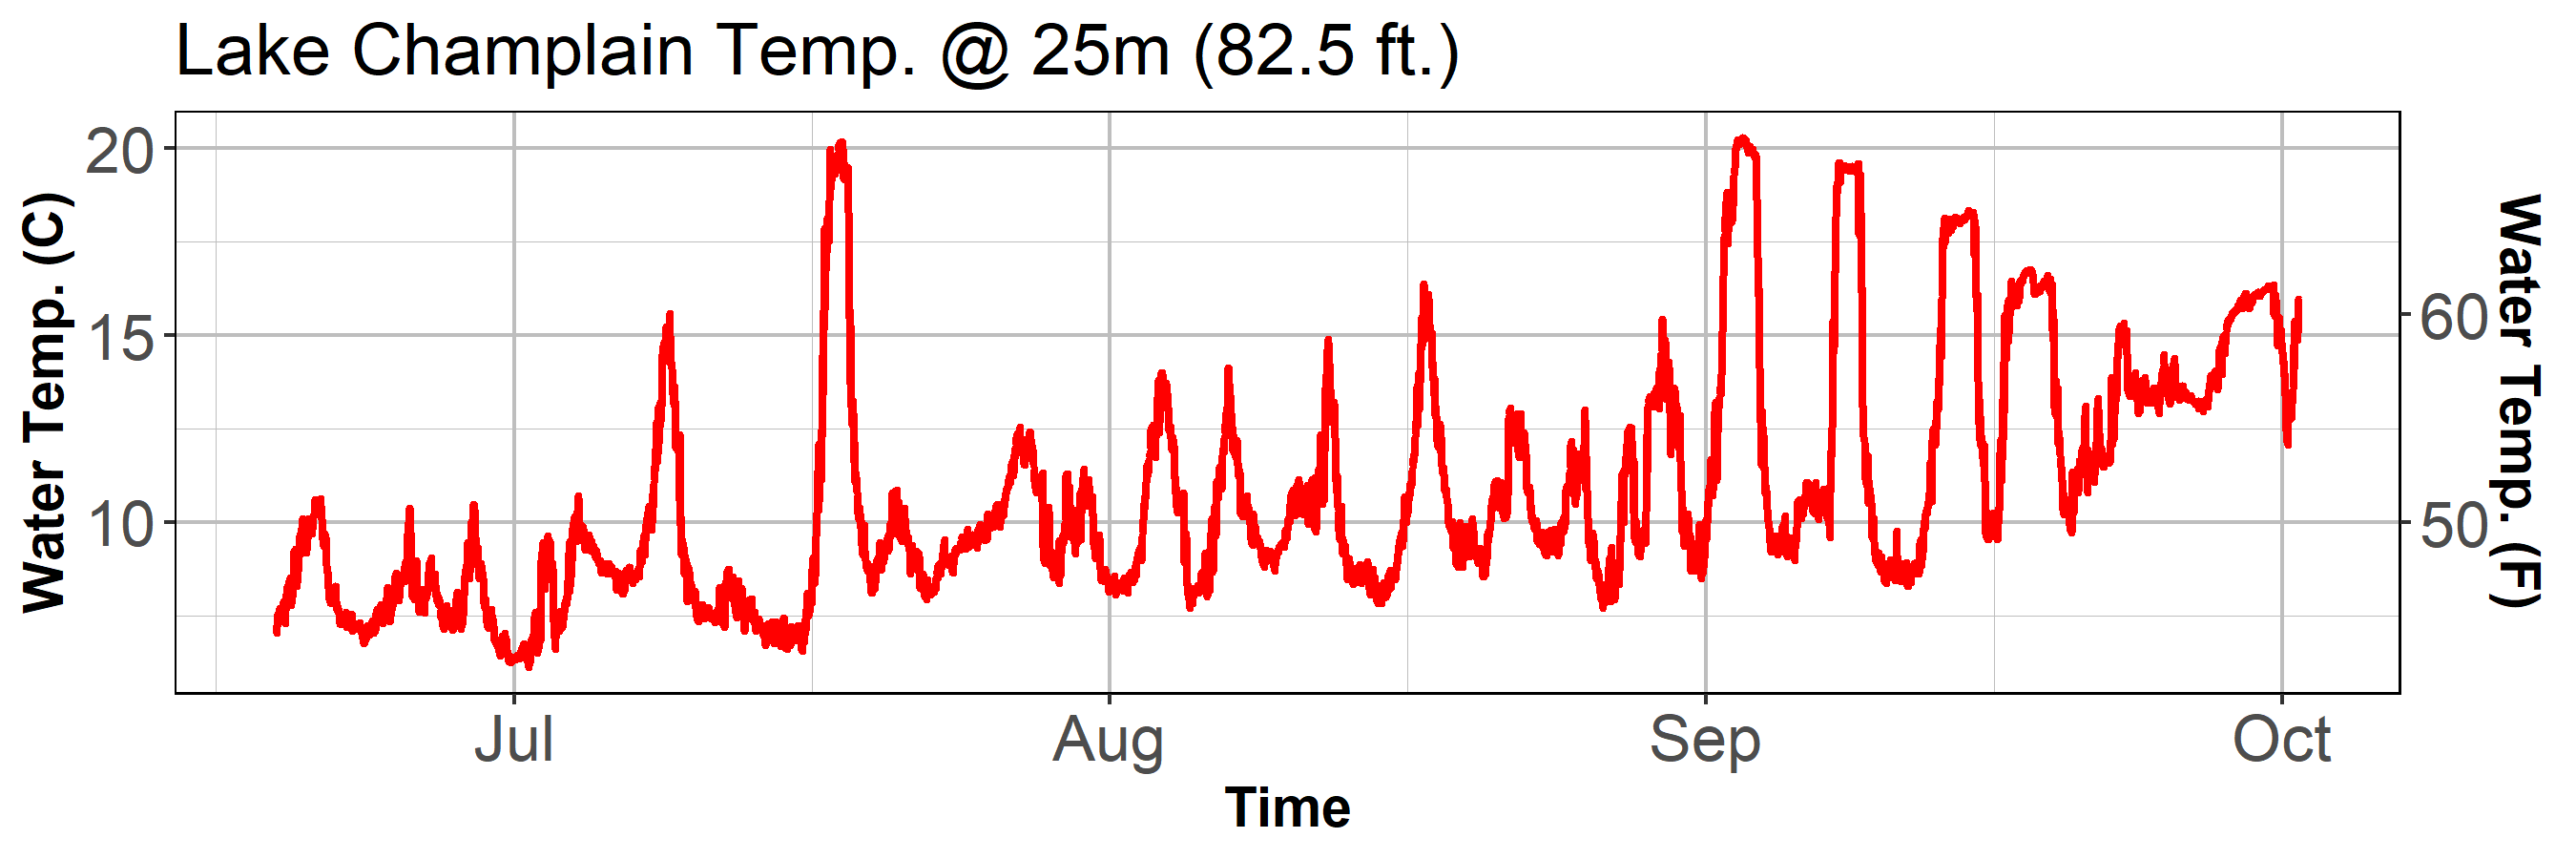 Lake Champlain Temp. @ 25m (82.5 ft.)
Water Temp. (C)
20
15
10
60
50
Water Temp. (F)
Jul
Aug
Sep
Oct
Time